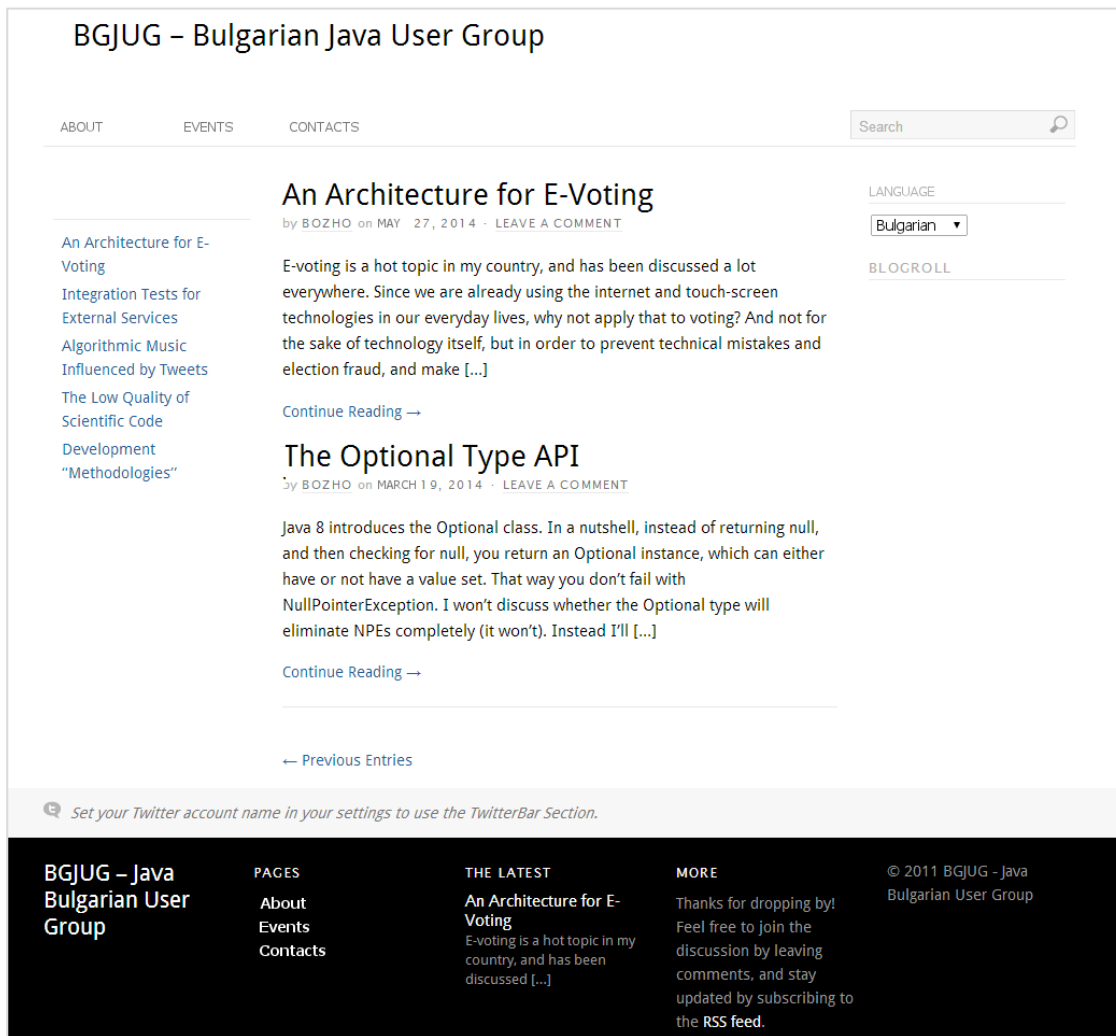 BGJUG – Bulgarian Java User Group
ABOUT EVENTS CONTACTS Search
An Architecture for E-
Voting
Integration Tests for
External Services
Algorithmic Music
Influenced by Tweets
The Low Quality of
Scientific Code
Development
“Methodologies”
An Architecture for E-Voting
by BOZHO on MAY 27, 2014 · LEAVE A COMMENT
E-voting is a hot topic in my country, and has been discussed a lot
everywhere. Since we are already using the internet and touch-screen
technologies in our everyday lives, why not apply that to voting? And not for
the sake of technology itself, but in order to prevent technical mistakes and
election fraud, and make [...]
Continue Reading →
The Optional Type API
by BOZHO on MARCH 19, 2014 · LEAVE A COMMENT
Java 8 introduces the Optional class. In a nutshell, instead of returning null,
and then checking for null, you return an Optional instance, which can either
have or not have a value set. That way you don’t fail with
NullPointerException. I won’t discuss whether the Optional type will
eliminate NPEs completely (it won’t). Instead I’ll [...]
Continue Reading →
← Previous Entries
LANGUAGE
Bulgarian
BLOGROLL
Set your Twitter account name in your settings to use the TwitterBar Section.
BGJUG – Java
Bulgarian User
Group
PAGES
About
Events
Contacts
THE LATEST
An Architecture for E-
Voting
E-voting is a hot topic in my
country, and has been
discussed [...]
MORE
Thanks for dropping by!
Feel free to join the
discussion by leaving
comments, and stay
updated by subscribing to
the RSS feed.
© 2011 BGJUG - Java
Bulgarian User Group